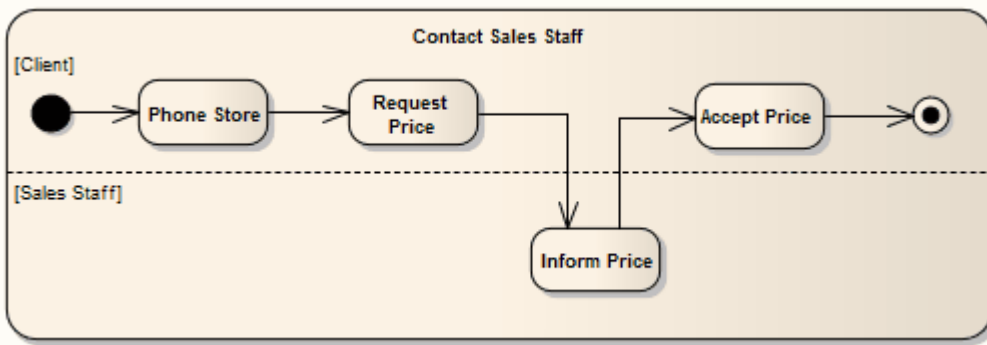 Contact Sales Staff
[Client]
Phone Store
Request
Price
Accept Price
[Sales Staff]
Inform Price